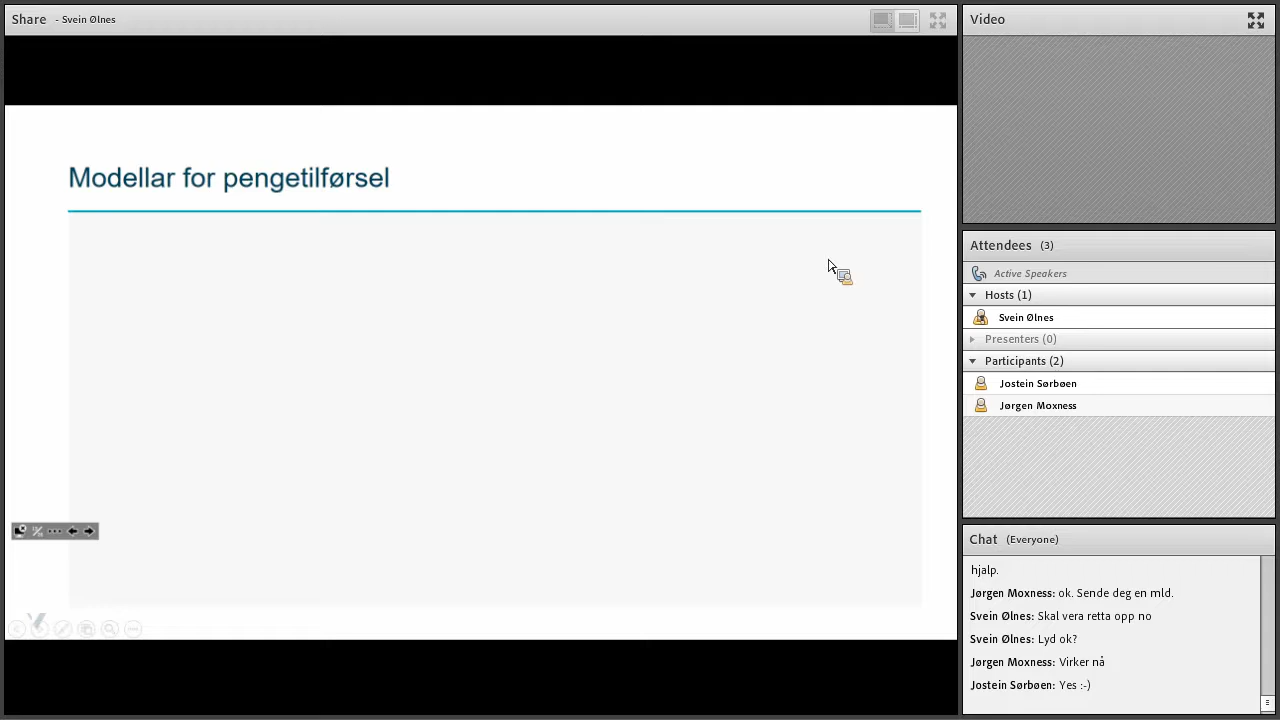 Share - Svein Ølnes
Modellar for pengetilførsel
Video
Attendees (3)
Active Speakers
Hosts (1)
Svein Ølnes
Presenters (0)
Participants (2)
Jostein Sørbøen
Jørgen Moxness
Chat (Everyone)
hjalp.
Jørgen Moxness: ok. Sende deg en mld.
Svein Ølnes: Skal vera retta opp no
Svein Ølnes: Lyd ok?
Jørgen Moxness: Virker nå
Jostein Sørbøen: Yes :-)